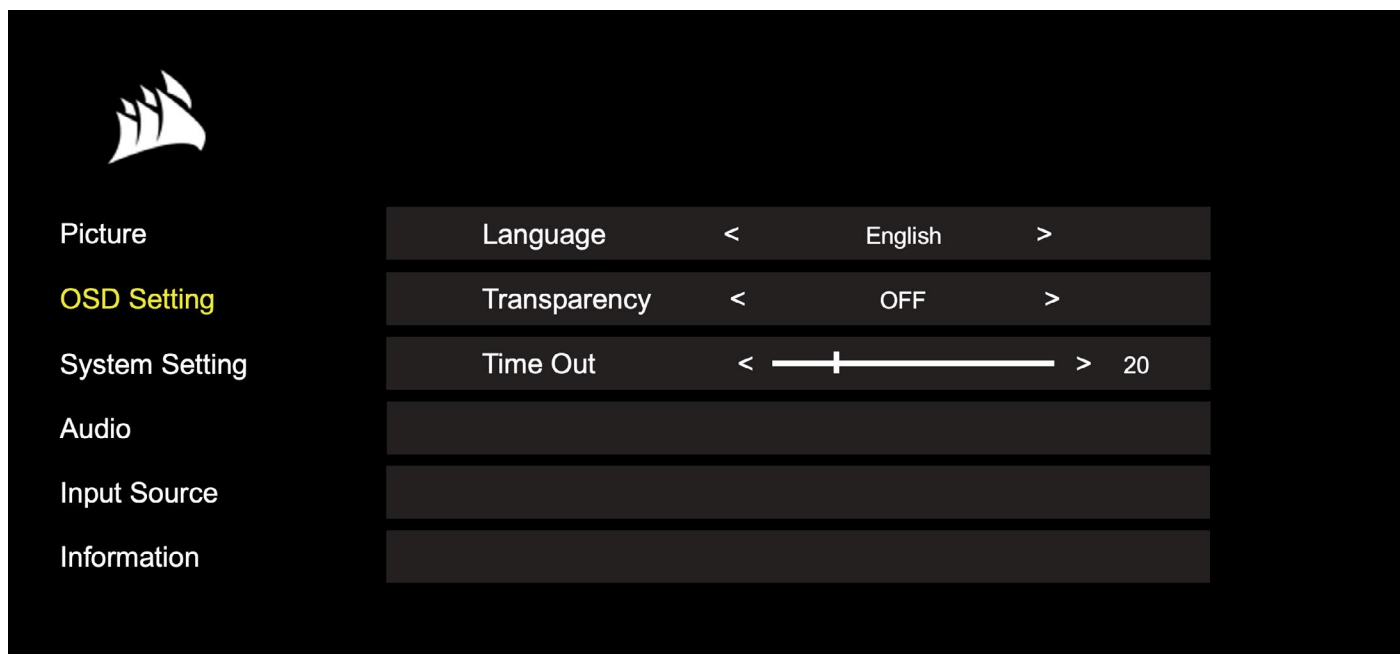 Picture
Language < English >
OSD Setting
Transparency < OFF >
System Setting
Time Out < > 20
Audio
Input Source
Information